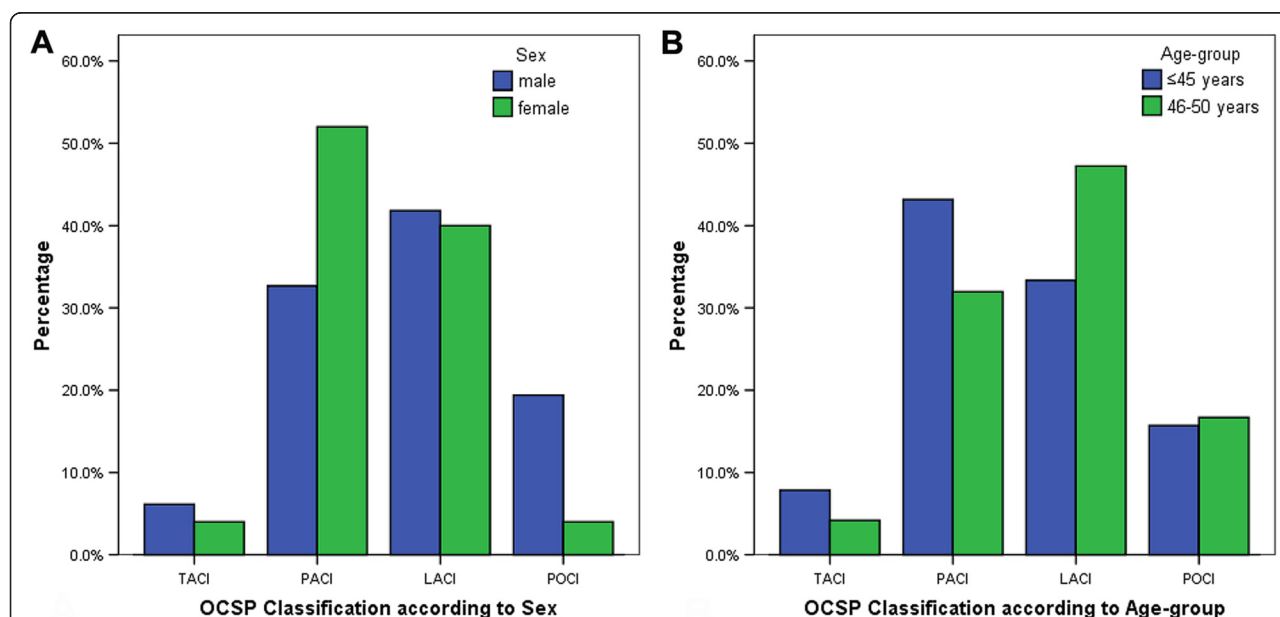 A
Sex
male
female
60.0%
50.0%
40.0%
30.0%
20.0%
10.0%
0.0%
Percentage
TACI PACI LACI POCI
OCSP Classification according to Sex
B
Age-group
≤45 years
46-50 years
60.0%
50.0%
40.0%
30.0%
20.0%
10.0%
0.0%
Percentage
TACI PACI LACI POCI
OCSP Classification according to Age-group